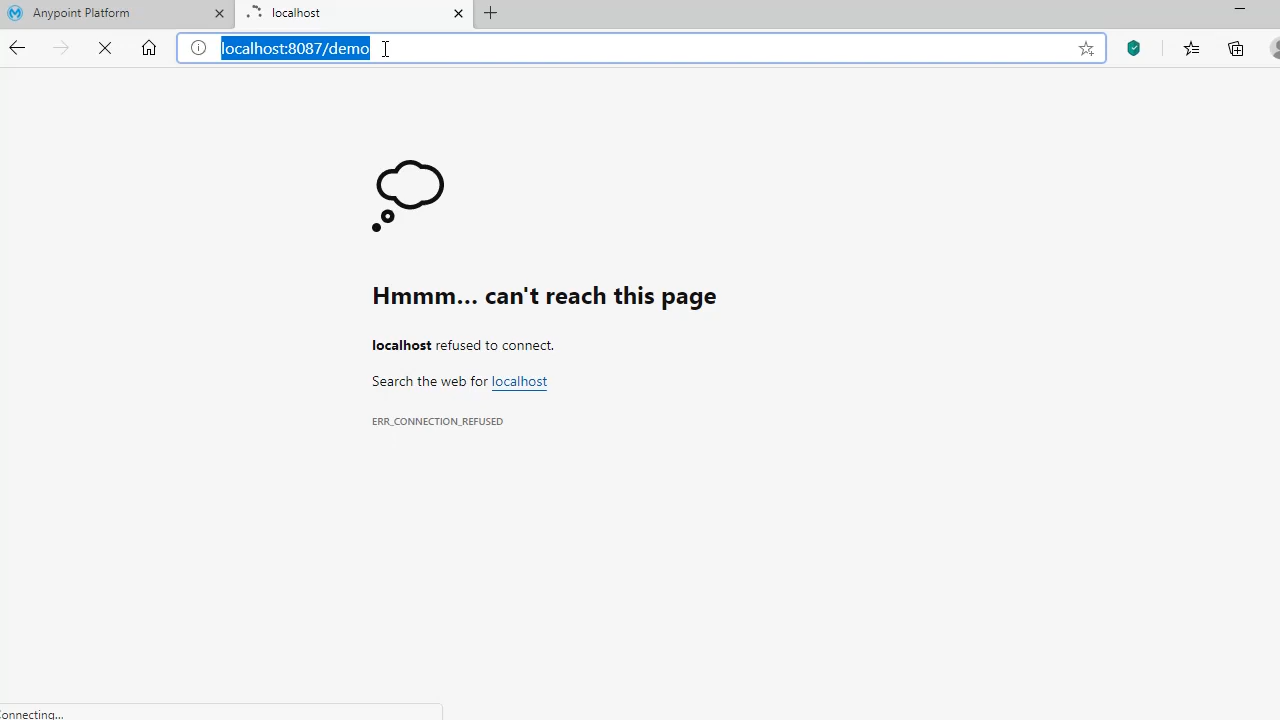 Anypoint Platform
localhost
localhost:8087/demo
Hmmm... can't reach this page
localhost refused to connect.
Search the web for localhost
ERR_CONNECTION_REFUSED
Connecting...